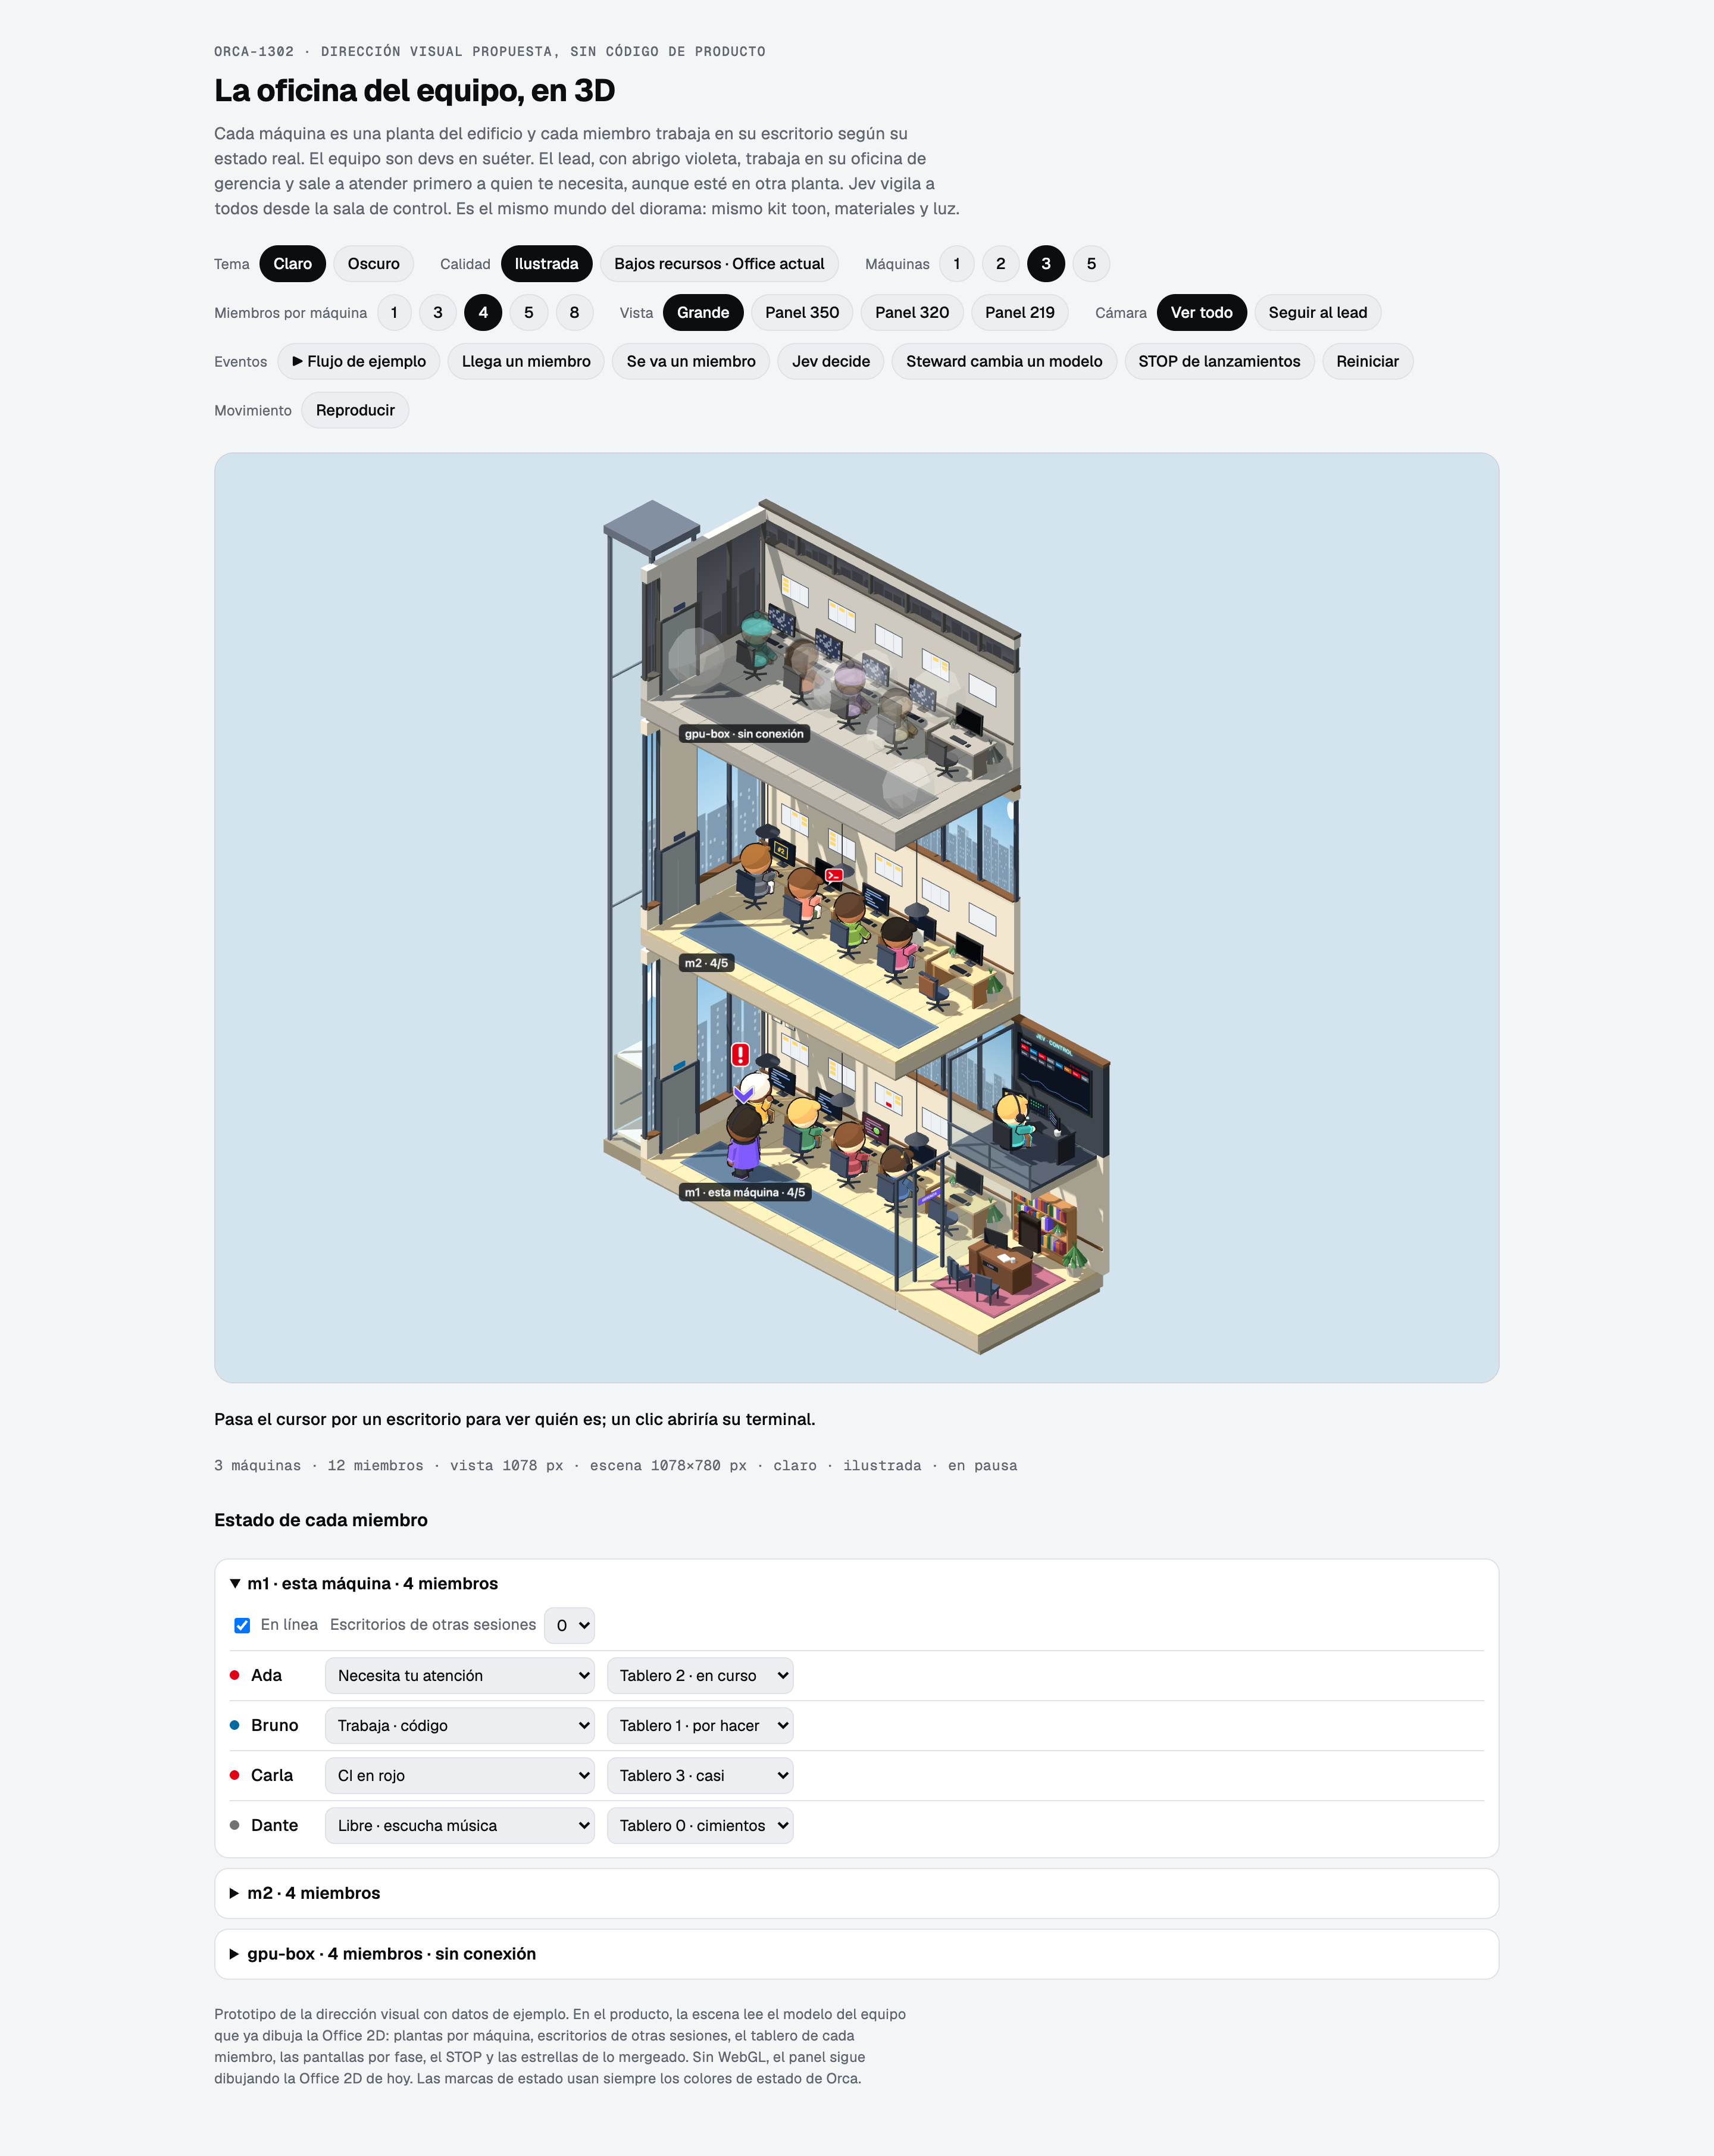 ORCA-1302 · DIRECCIÓN VISUAL PROPUESTA, SIN CÓDIGO DE PRODUCTO
La oficina del equipo, en 3D
Cada máquina es una planta del edificio y cada miembro trabaja en su escritorio según su
estado real. El equipo son devs en suéter. El lead, con abrigo violeta, trabaja en su oficina de
gerencia y sale a atender primero a quien te necesita, aunque esté en otra planta. Jev vigila a
todos desde la sala de control. Es el mismo mundo del diorama: mismo kit toon, materiales y luz.
Tema Claro Oscuro Calidad Ilustrada Bajos recursos · Office actual Máquinas 1 2 3 5
Miembros por máquina 1 3 4 5 8 Vista Grande Panel 350 Panel 320 Panel 219 Cámara Ver todo Seguir al lead
Eventos ▶ Flujo de ejemplo Llega un miembro Se va un miembro Jev decide Steward cambia un modelo STOP de lanzamientos Reiniciar
Movimiento Reproducir
gpu-box · sin conexión
m2 · 4/5
JEV · CONTROL
m1 · esta máquina · 4/5
Pasa el cursor por un escritorio para ver quién es; un clic abriría su terminal.
3 máquinas · 12 miembros · vista 1078 px · escena 1078×780 px · claro · ilustrada · en pausa
Estado de cada miembro
▼ m1 · esta máquina · 4 miembros
En línea Escritorios de otras sesiones 0
Ada Necesita tu atención Tablero 2 · en curso
Bruno Trabaja · código Tablero 1 · por hacer
Carla CI en rojo Tablero 3 · casi
Dante Libre · escucha música Tablero 0 · cimientos
▶ m2 · 4 miembros
▶ gpu-box · 4 miembros · sin conexión
Prototipo de la dirección visual con datos de ejemplo. En el producto, la escena lee el modelo del equipo
que ya dibuja la Office 2D: plantas por máquina, escritorios de otras sesiones, el tablero de cada
miembro, las pantallas por fase, el STOP y las estrellas de lo mergeado. Sin WebGL, el panel sigue
dibujando la Office 2D de hoy. Las marcas de estado usan siempre los colores de estado de Orca.